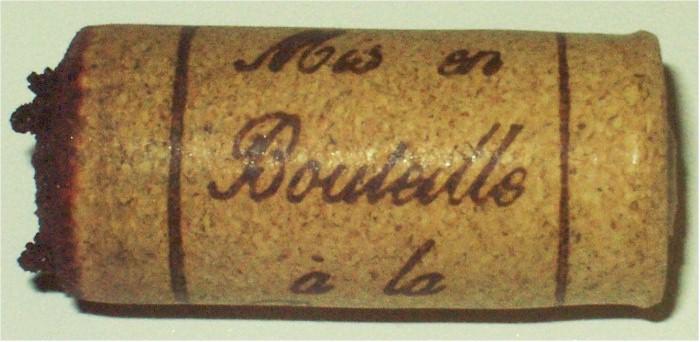 Mis en
Bouteille
à la